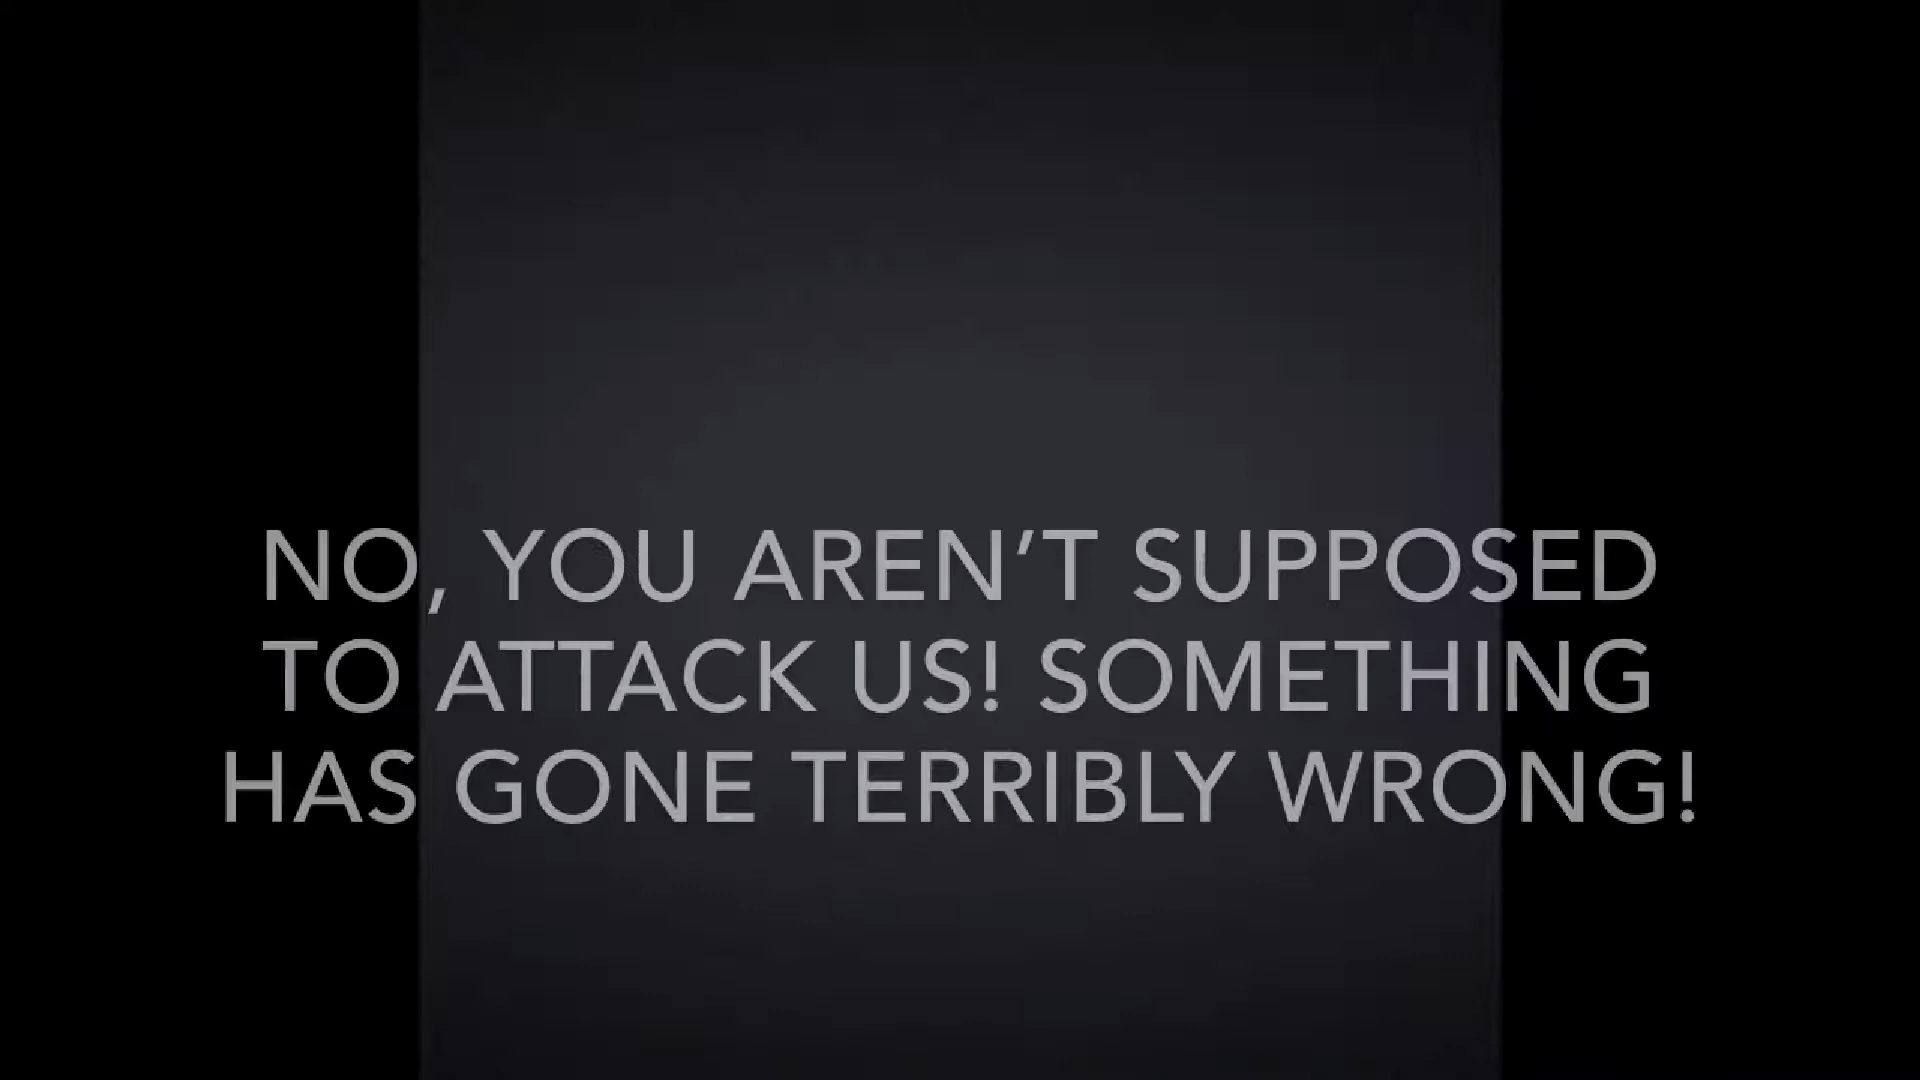 NO, YOU AREN’T SUPPOSED
TO ATTACK US! SOMETHING
HAS GONE TERRIBLY WRONG!